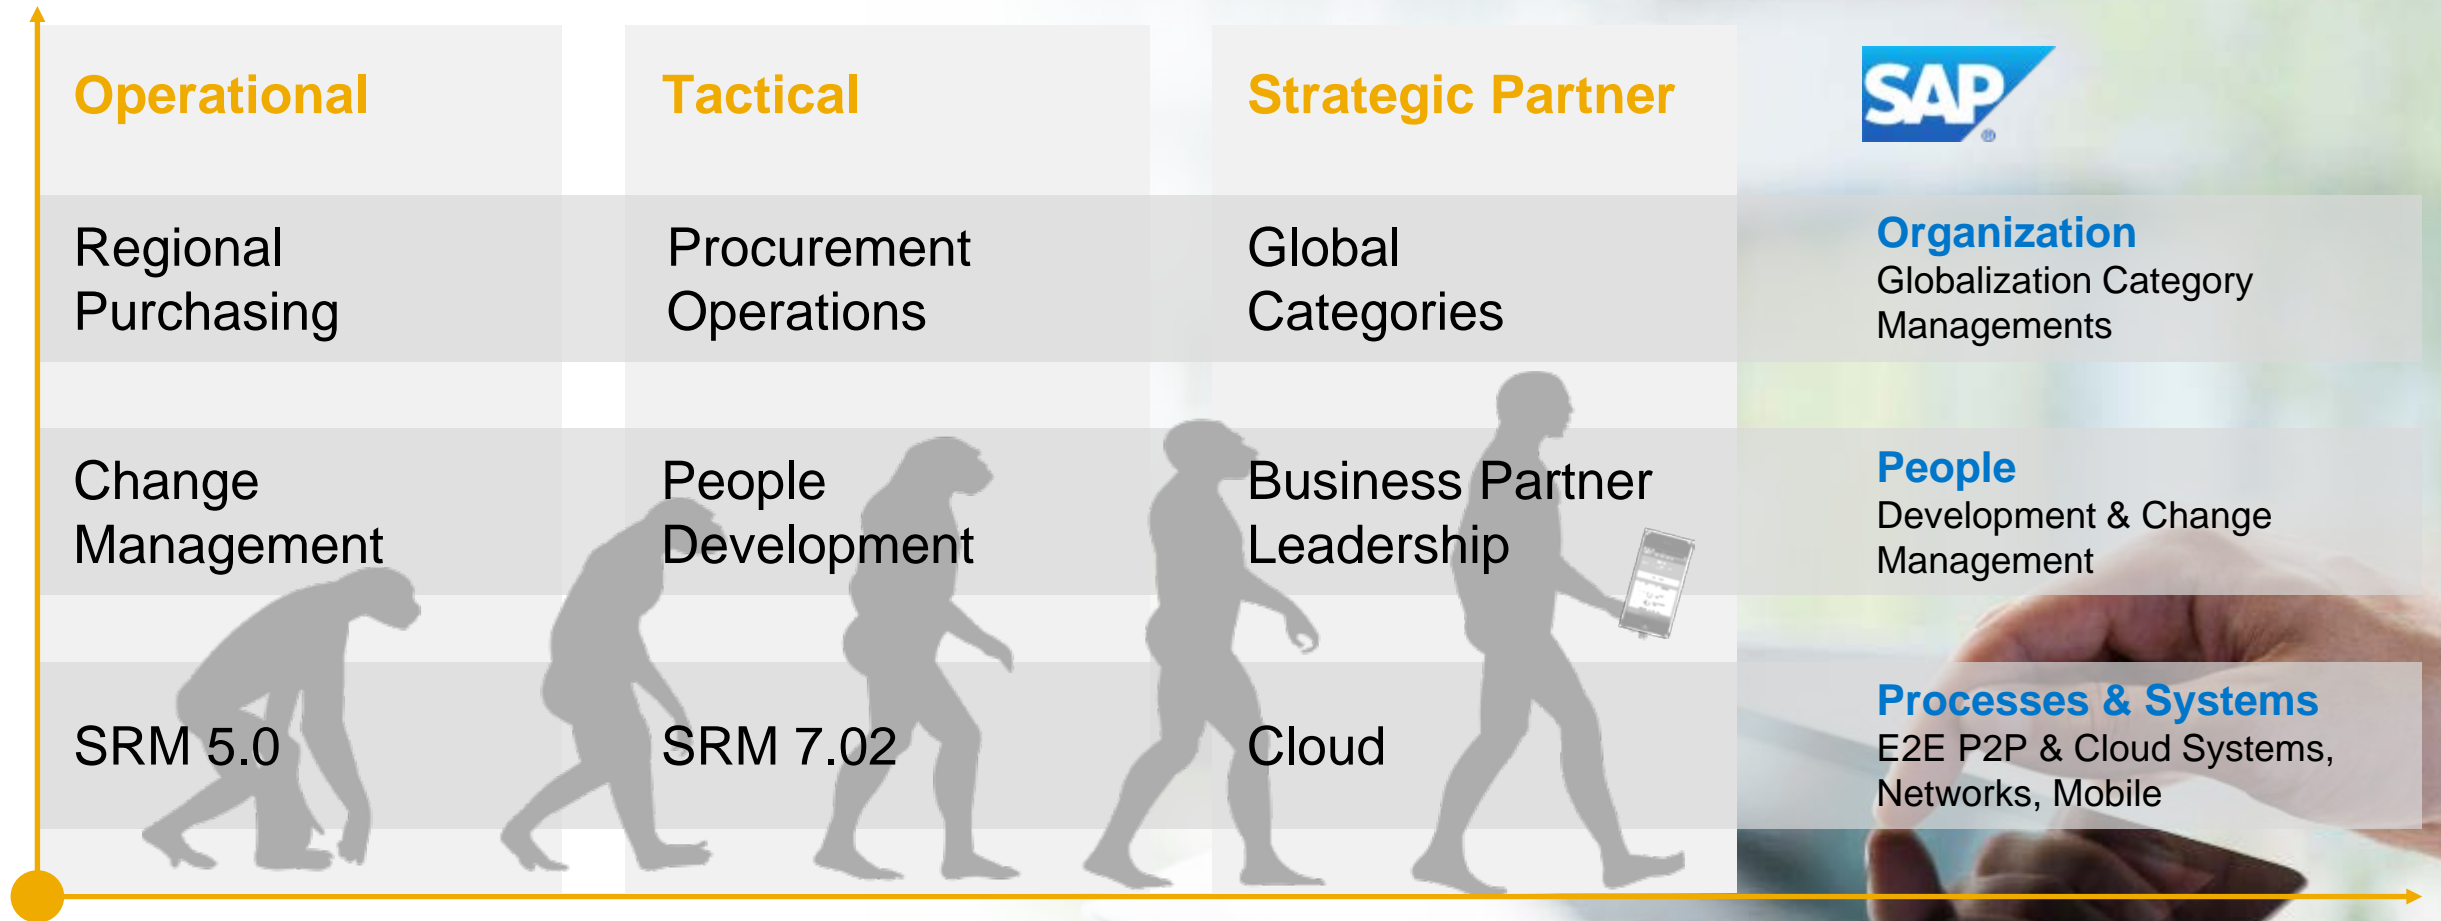 Operational
Tactical
Strategic Partner
SAP
®
Regional
Purchasing
Procurement
Operations
Global
Categories
Organization
Globalization Category
Managements
Change
Management
People
Development
Business Partner
Leadership
People
Development & Change
Management
SRM 5.0
SRM 7.02
Cloud
Processes & Systems
E2E P2P & Cloud Systems,
Networks, Mobile